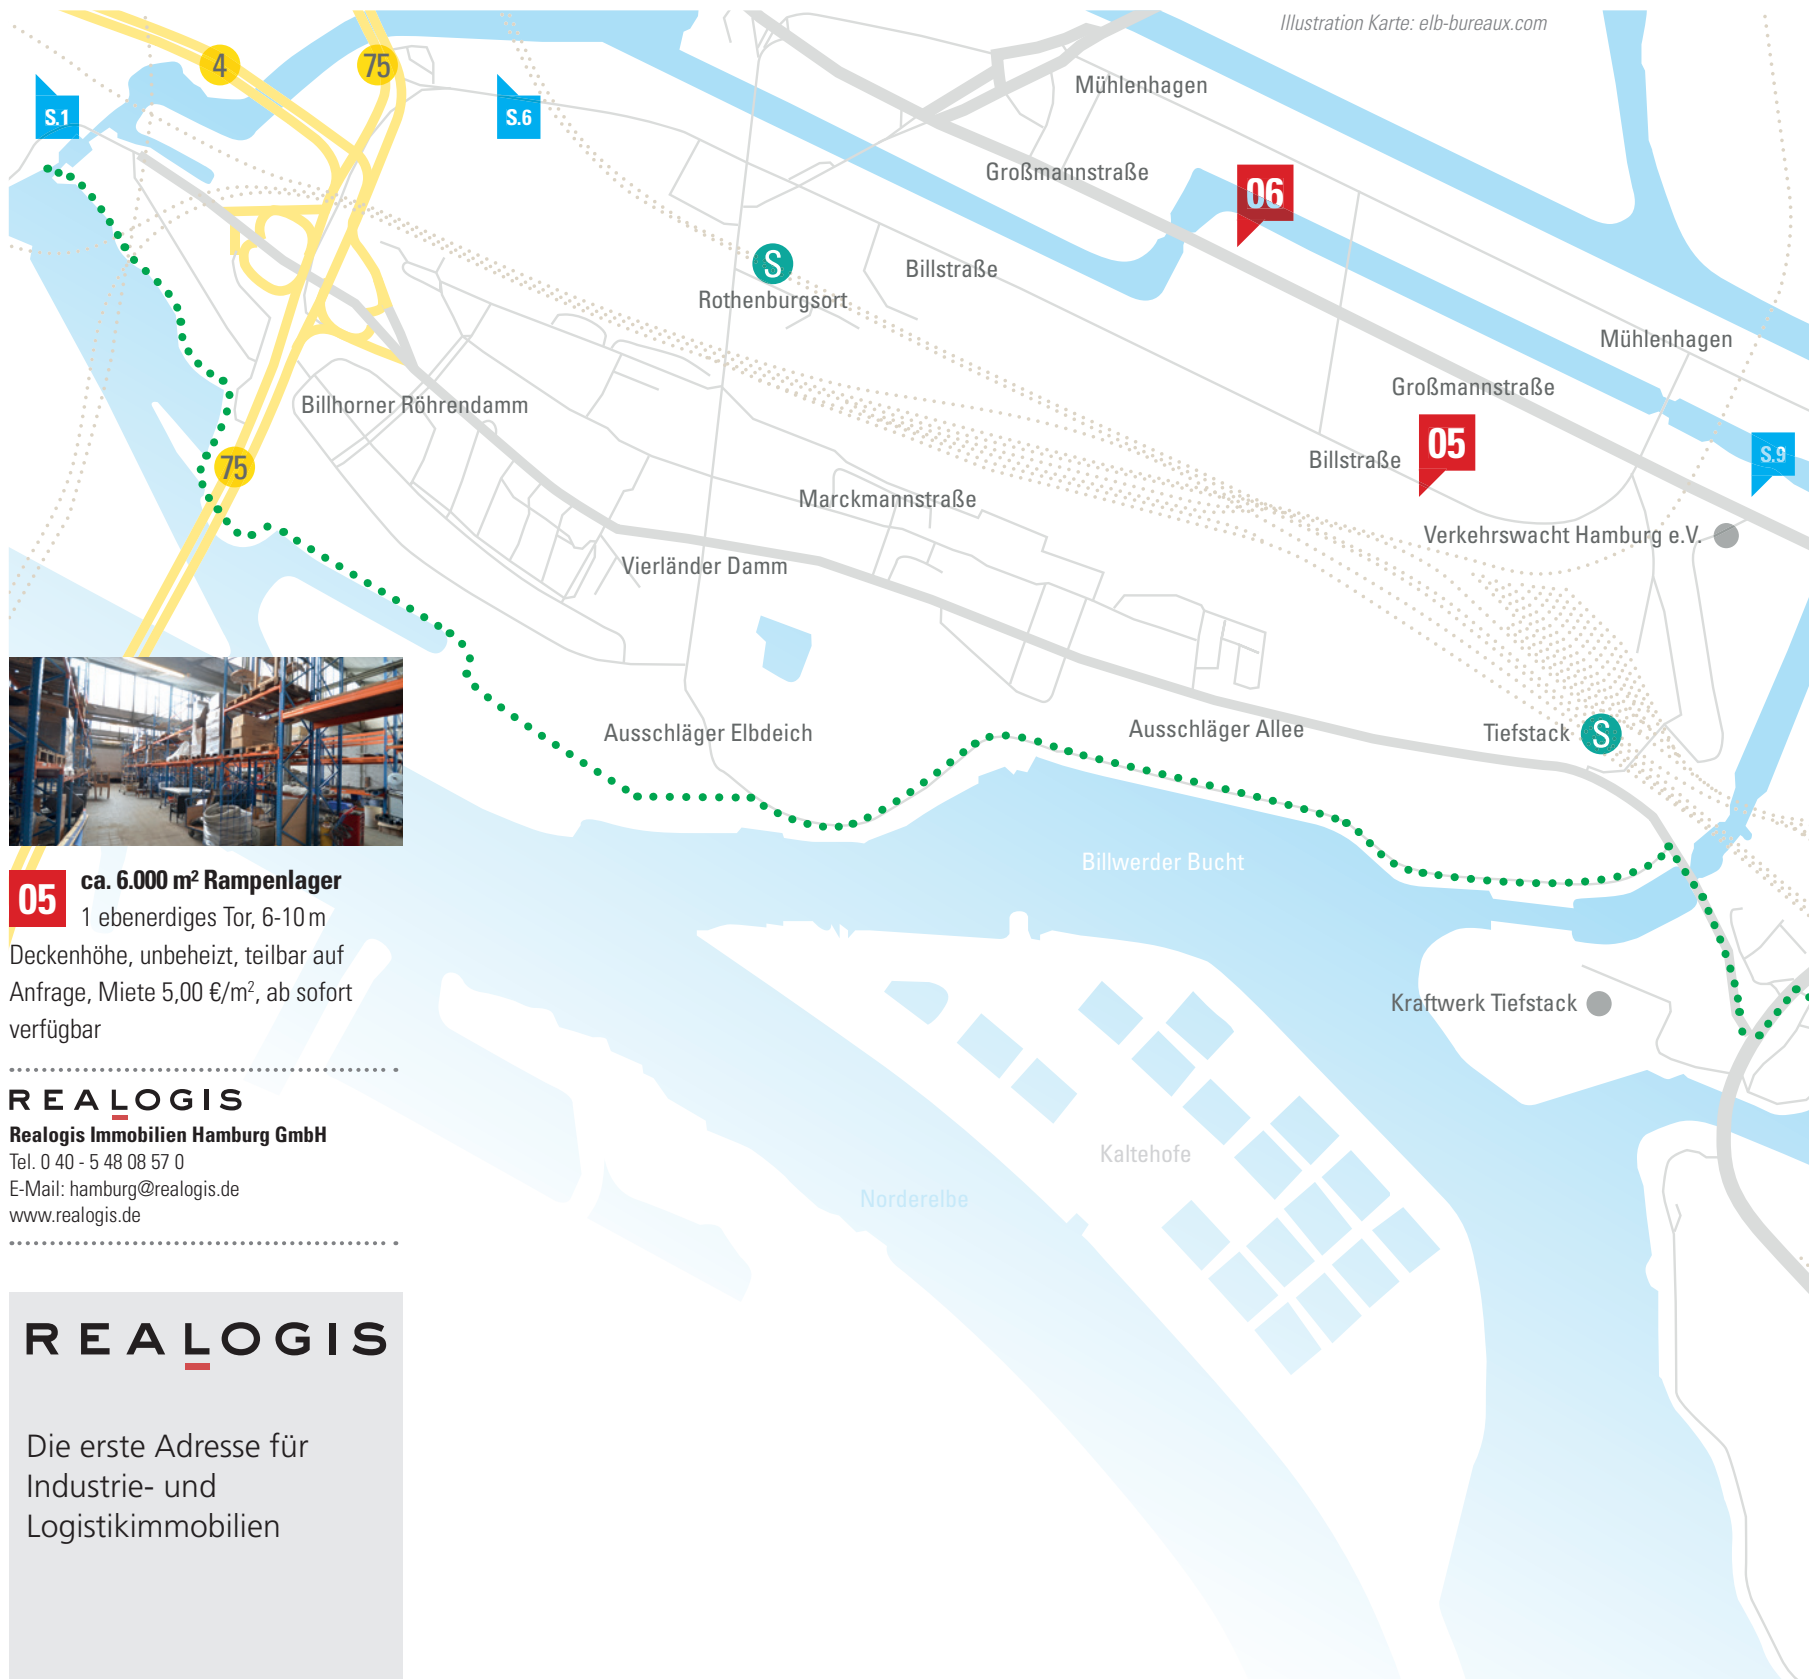 Illustration Karte: elb-bureaux.com
4
75
S.1
S.6
Mühlenhagen
Großmannstraße
06
S
Rothenburgsort
Billstraße
Mühlenhagen
Großmannstraße
Billhorner Röhrendamm
05
Billstraße
S.9
75
Marckmannstraße
Verkehrswacht Hamburg e.V.
Vierländer Damm
Ausschläger Elbdeich
Ausschläger Allee
Tiefstack S
Billwerder Bucht
Kraftwerk Tiefstack
Kaltehofe
Norderelbe
05 ca. 6.000 m² Rampenlager
1 ebenerdiges Tor, 6-10 m
Deckenhöhe, unbeheizt, teilbar auf
Anfrage, Miete 5,00 €/m², ab sofort
verfügbar
REALOGIS
Realogis Immobilien Hamburg GmbH
Tel. 0 40 - 5 48 08 57 0
E-Mail: hamburg@realogis.de
www.realogis.de
REALOGIS
Die erste Adresse für
Industrie- und
Logistikimmobilien